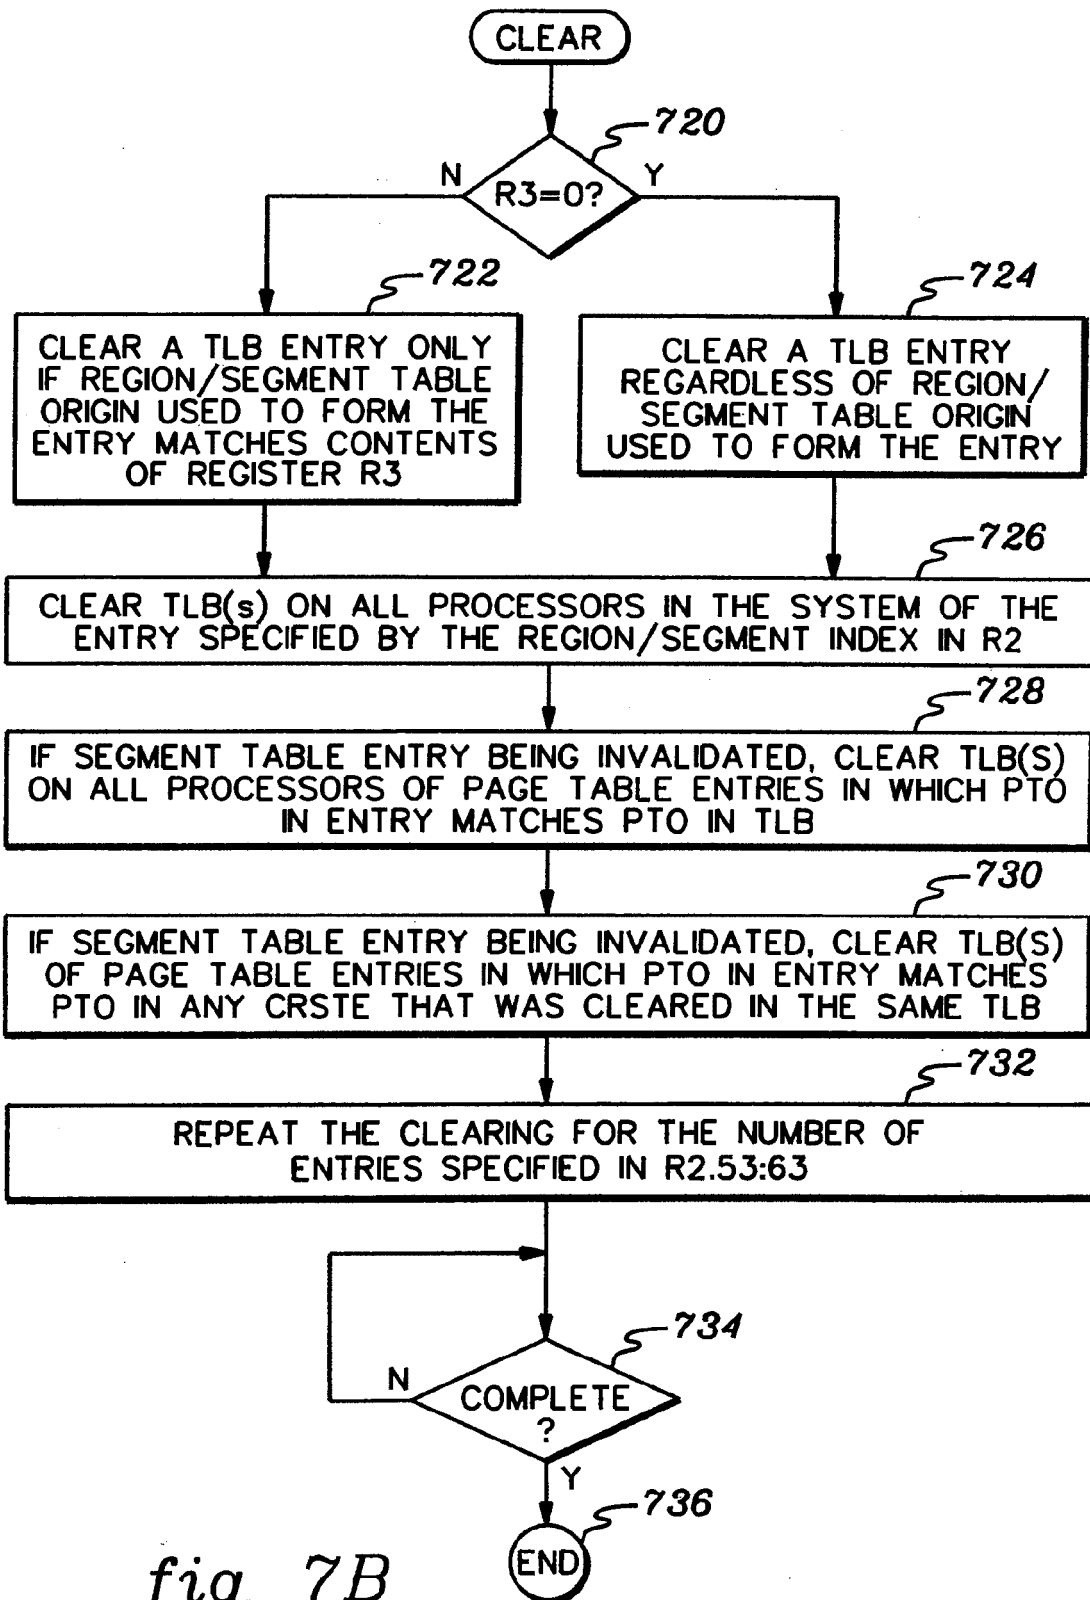 CLEAR
720
N
R3=0?
Y
722
724
CLEAR A TLB ENTRY ONLY
IF REGION/SEGMENT TABLE
ORIGIN USED TO FORM THE
ENTRY MATCHES CONTENTS
OF REGISTER R3
CLEAR A TLB ENTRY
REGARDLESS OF REGION/
SEGMENT TABLE ORIGIN
USED TO FORM THE ENTRY
726
CLEAR TLB(s) ON ALL PROCESSORS IN THE SYSTEM OF THE
ENTRY SPECIFIED BY THE REGION/SEGMENT INDEX IN R2
728
IF SEGMENT TABLE ENTRY BEING INVALIDATED, CLEAR TLB(S)
ON ALL PROCESSORS OF PAGE TABLE ENTRIES IN WHICH PTO
IN ENTRY MATCHES PTO IN TLB
730
IF SEGMENT TABLE ENTRY BEING INVALIDATED, CLEAR TLB(S)
OF PAGE TABLE ENTRIES IN WHICH PTO IN ENTRY MATCHES
PTO IN ANY CRSTE THAT WAS CLEARED IN THE SAME TLB
732
REPEAT THE CLEARING FOR THE NUMBER OF
ENTRIES SPECIFIED IN R2.53:63
734
N
COMPLETE
?
Y
736
END
fig. 7B